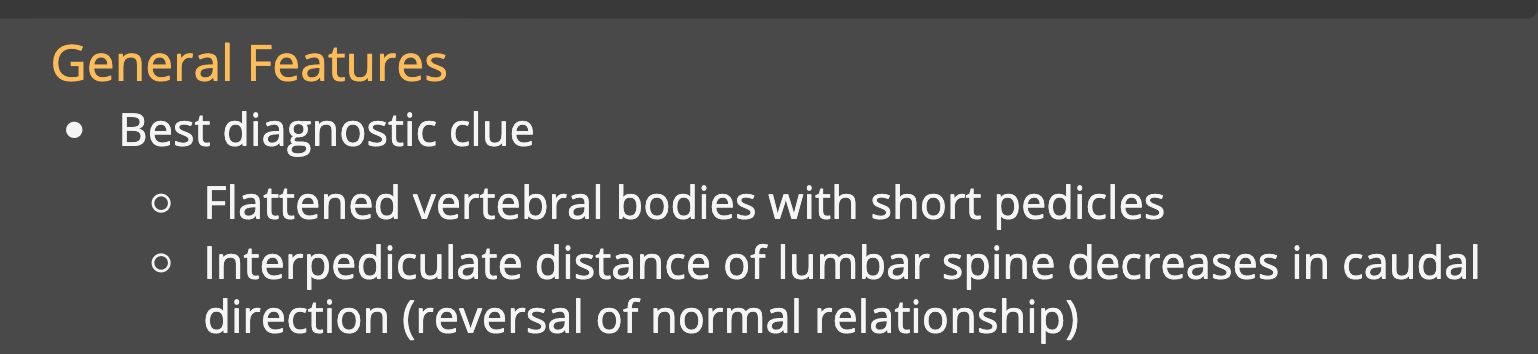 General Features
• Best diagnostic clue
○ Flattened vertebral bodies with short pedicles
○ Interpediculate distance of lumbar spine decreases in caudal
direction (reversal of normal relationship)